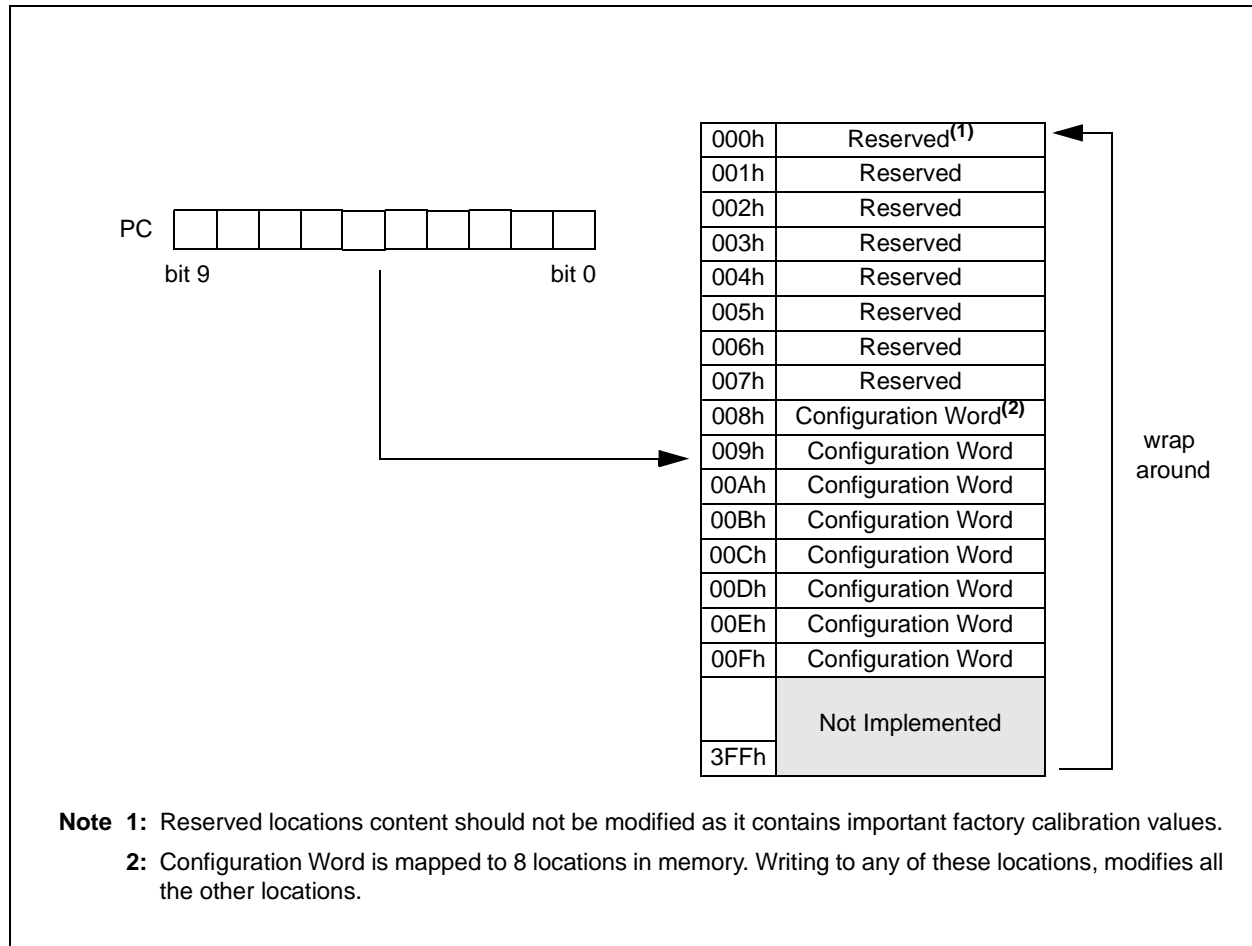 000h Reserved(1)
001h Reserved
002h Reserved
PC
003h Reserved
bit 9 bit 0
004h Reserved
005h Reserved
006h Reserved
007h Reserved
008h Configuration Word(2)
009h Configuration Word
wrap
around
00Ah Configuration Word
00Bh Configuration Word
00Ch Configuration Word
00Dh Configuration Word
00Eh Configuration Word
00Fh Configuration Word
Not Implemented
3FFh
Note 1: Reserved locations content should not be modified as it contains important factory calibration values.
2: Configuration Word is mapped to 8 locations in memory. Writing to any of these locations, modifies all
the other locations.